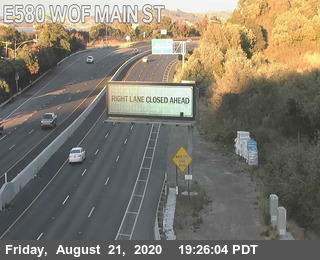 E580 WOF MAIN ST
RIGHT LANE CLOSED AHEAD
Friday, August 21, 2020 19:26:04 PDT